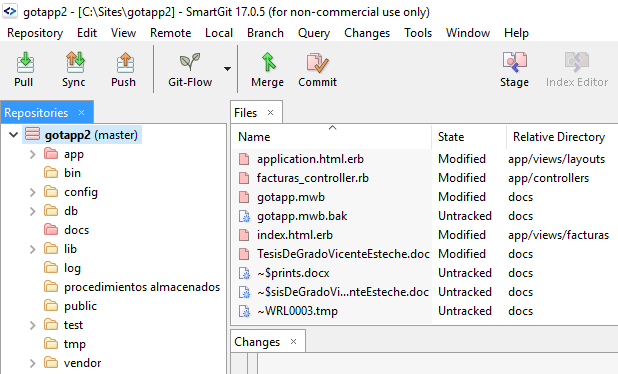 gotapp2 - [C:\Sites\gotapp2] - SmartGit 17.0.5 (for non-commercial use only)
Repository Edit View Remote Local Branch Query Changes Tools Window Help
Pull Sync Push Git-Flow Merge Commit Stage Index Editor
Repositories
gotapp2 (master)
app
bin
config
db
docs
lib
log
procedimientos almacenados
public
test
tmp
vendor
Files
Name State Relative Directory
application.html.erb Modified app/views/layouts
facturas_controller.rb Modified app/controllers
gotapp.mwb Modified docs
gotapp.mwb.bak Untracked docs
index.html.erb Modified app/views/facturas
TesisDeGradoVicenteEsteche.doc Modified docs
~$prints.docx Untracked docs
~$sisDeGradoVi...nteEsteche.doc Untracked docs
~WRL0003.tmp Untracked docs
Changes